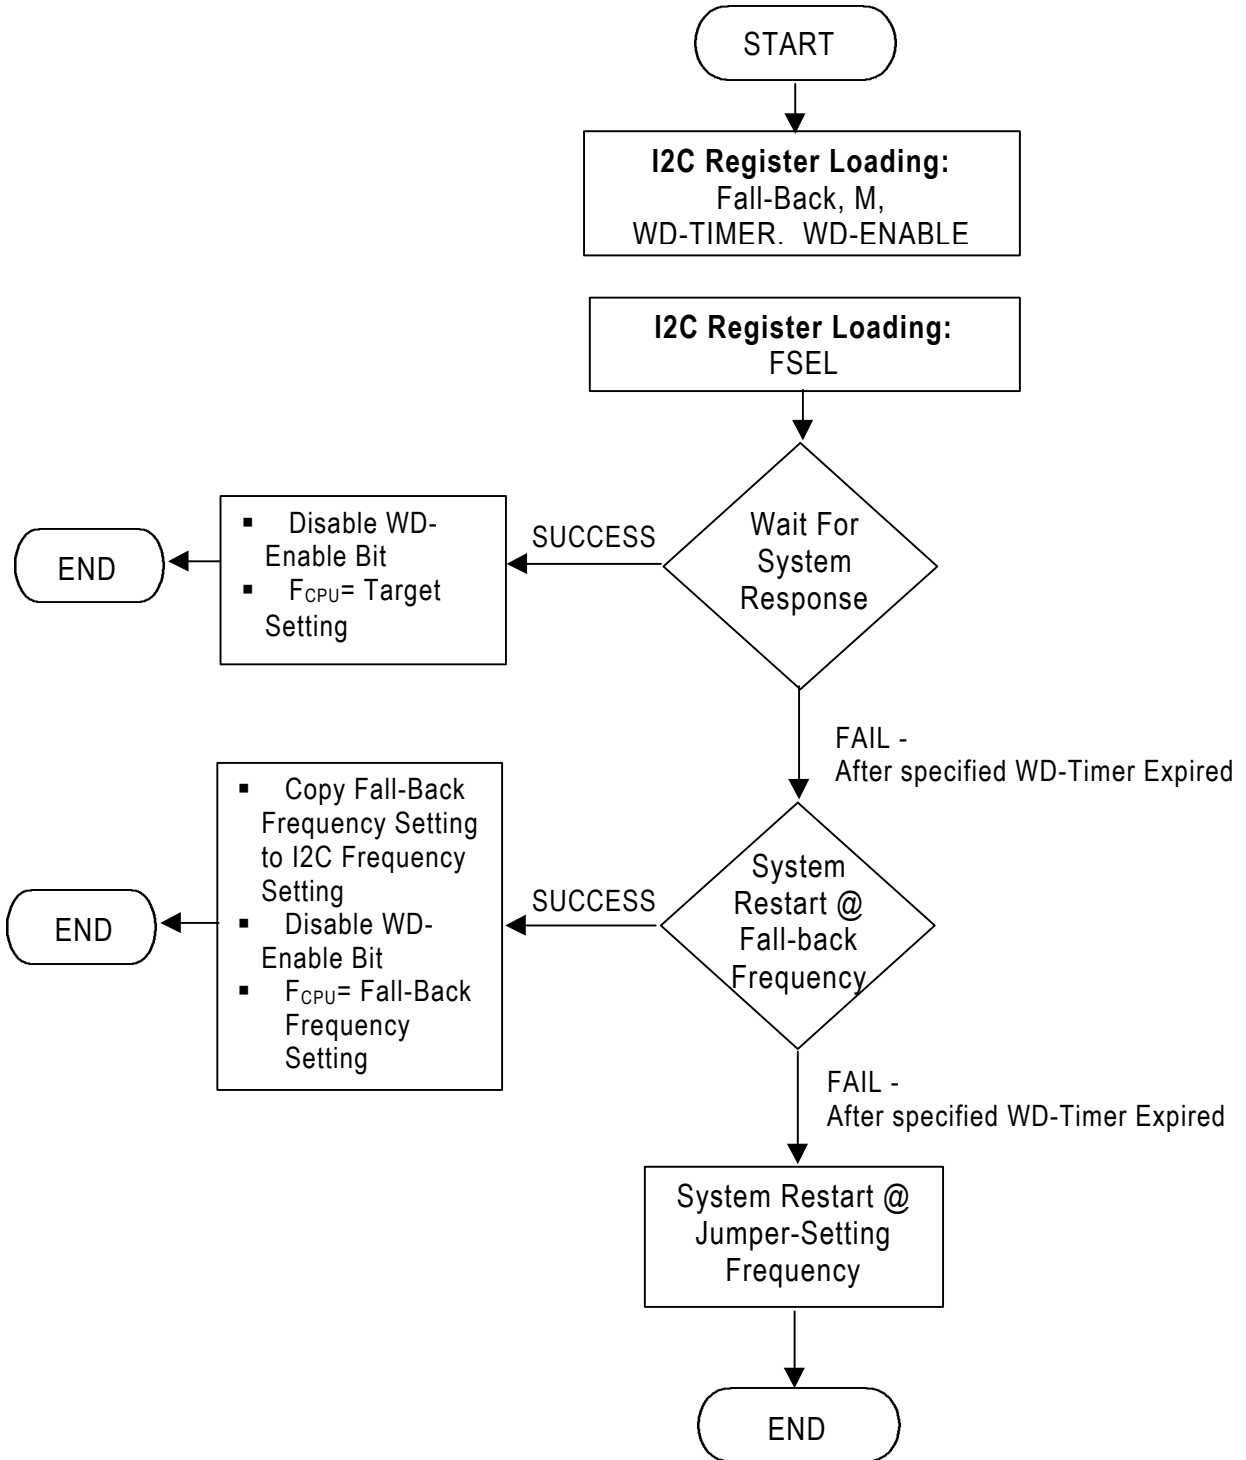 START
I2C Register Loading:
Fall-Back, M,
WD-TIMER. WD-ENABLE
I2C Register Loading:
FSEL
Wait For
System
Response
SUCCESS
▪ Disable WD-
Enable Bit
▪ FCPU= Target
Setting
END
FAIL -
After specified WD-Timer Expired
System
Restart @
Fall-back
Frequency
SUCCESS
▪ Copy Fall-Back
Frequency Setting
to I2C Frequency
Setting
▪ Disable WD-
Enable Bit
▪ FCPU= Fall-Back
Frequency
Setting
END
FAIL -
After specified WD-Timer Expired
System Restart @
Jumper-Setting
Frequency
END